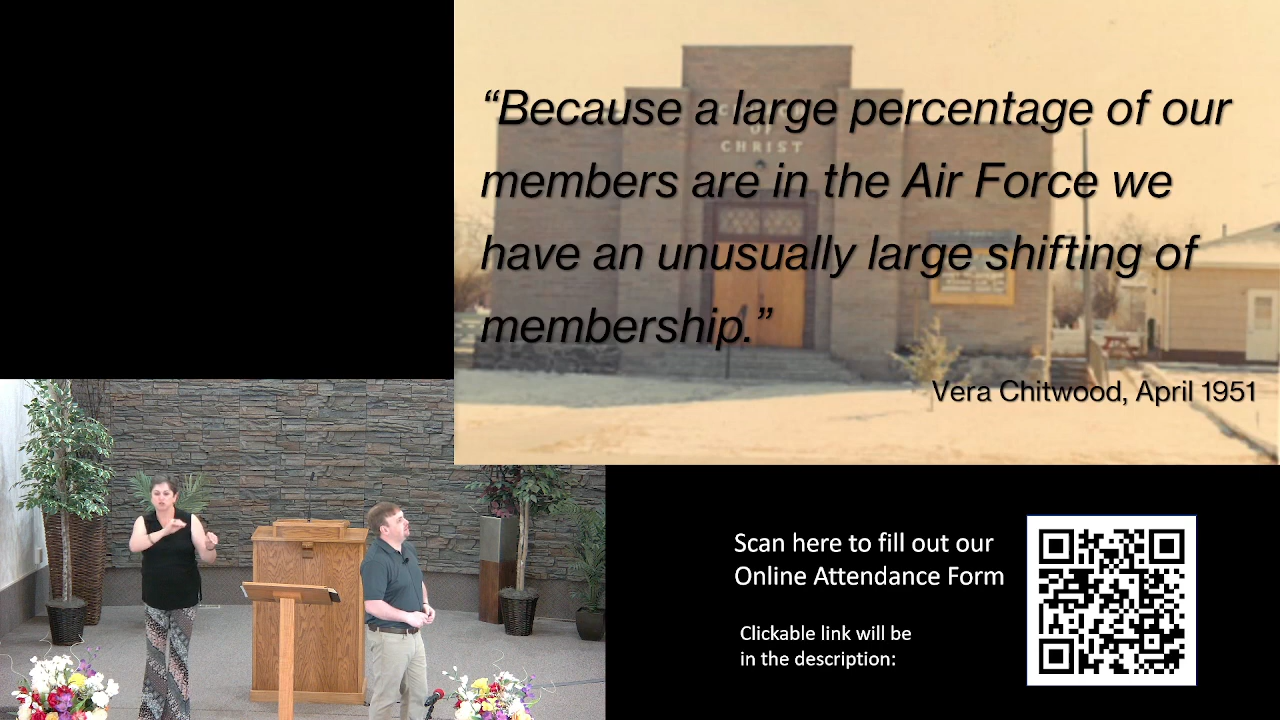 “Because a large percentage of our
members are in the Air Force we
have an unusually large shifting of
membership.”
Vera Chitwood, April 1951
OF
CHRIST
Scan here to fill out our
Online Attendance Form
Clickable link will be
in the description: